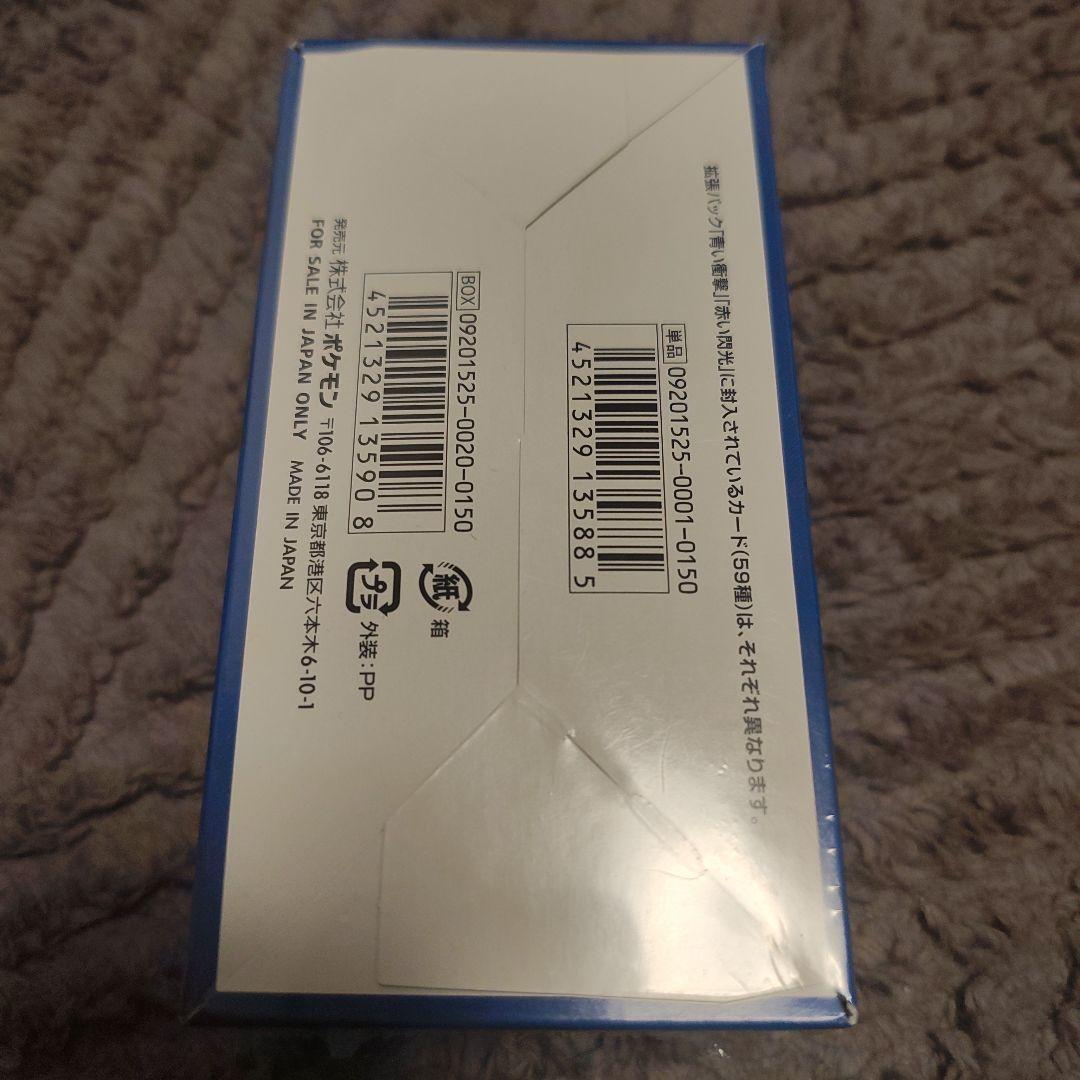 拡張パック「青い衝撃」「赤い閃光」に封入されているカード(59種)は、それぞれ異なります。
単品 09201525-0001-0150
4521329 13588 5
BOX 09201525-0020-0150
4521329 13590 8
紙 箱
プラ 外装:PP
発売元 株式会社 ポケモン 〒106-6118 東京都港区六本木6-10-1
FOR SALE IN JAPAN ONLY MADE IN JAPAN